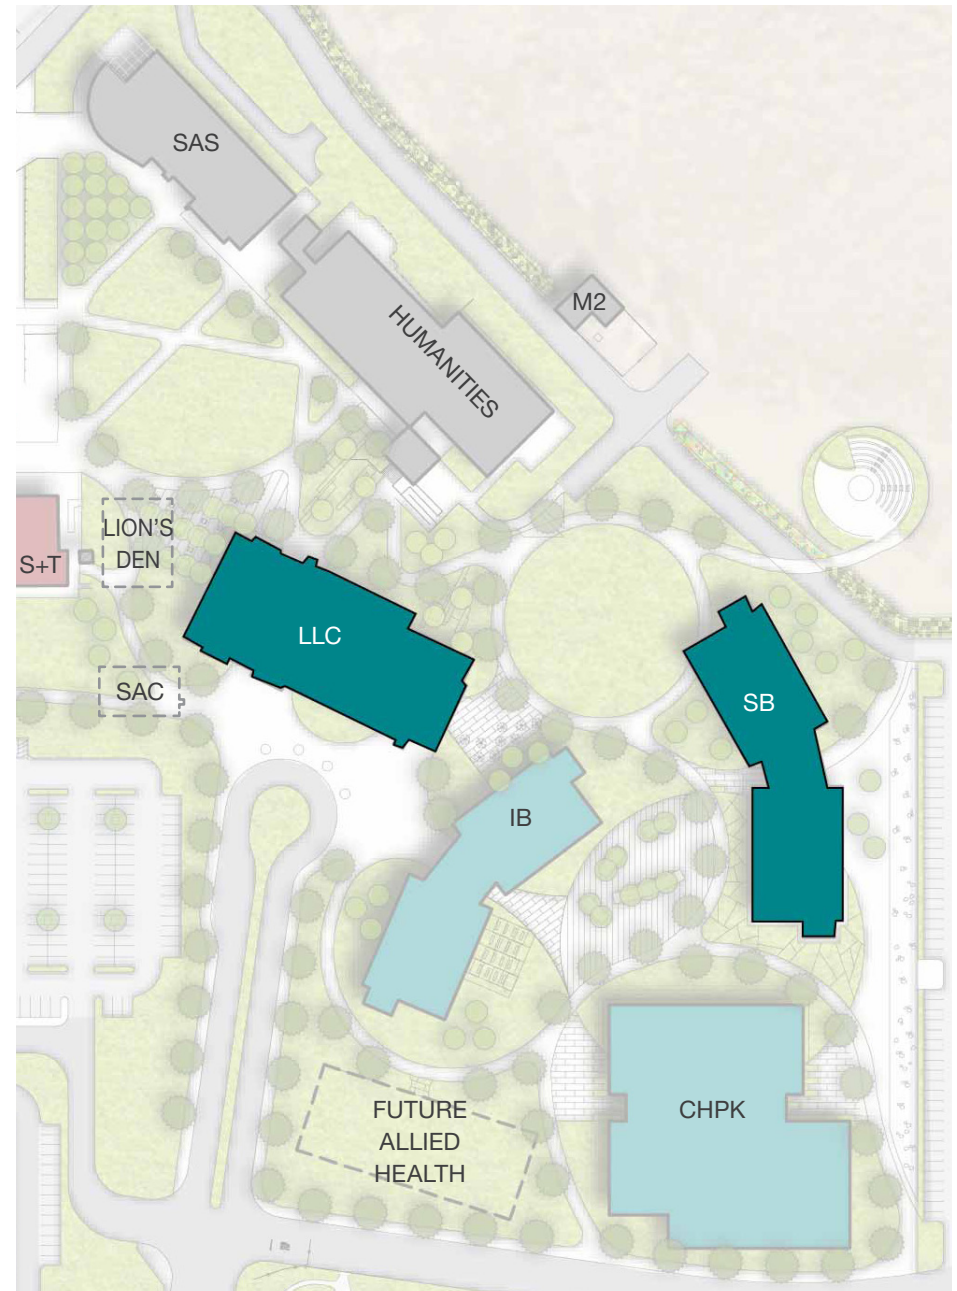 SAS
M2
HUMANITIES
LION'S
DEN
S+T
LLC
SAC
SB
IB
FUTURE
ALLIED
HEALTH
CHPK